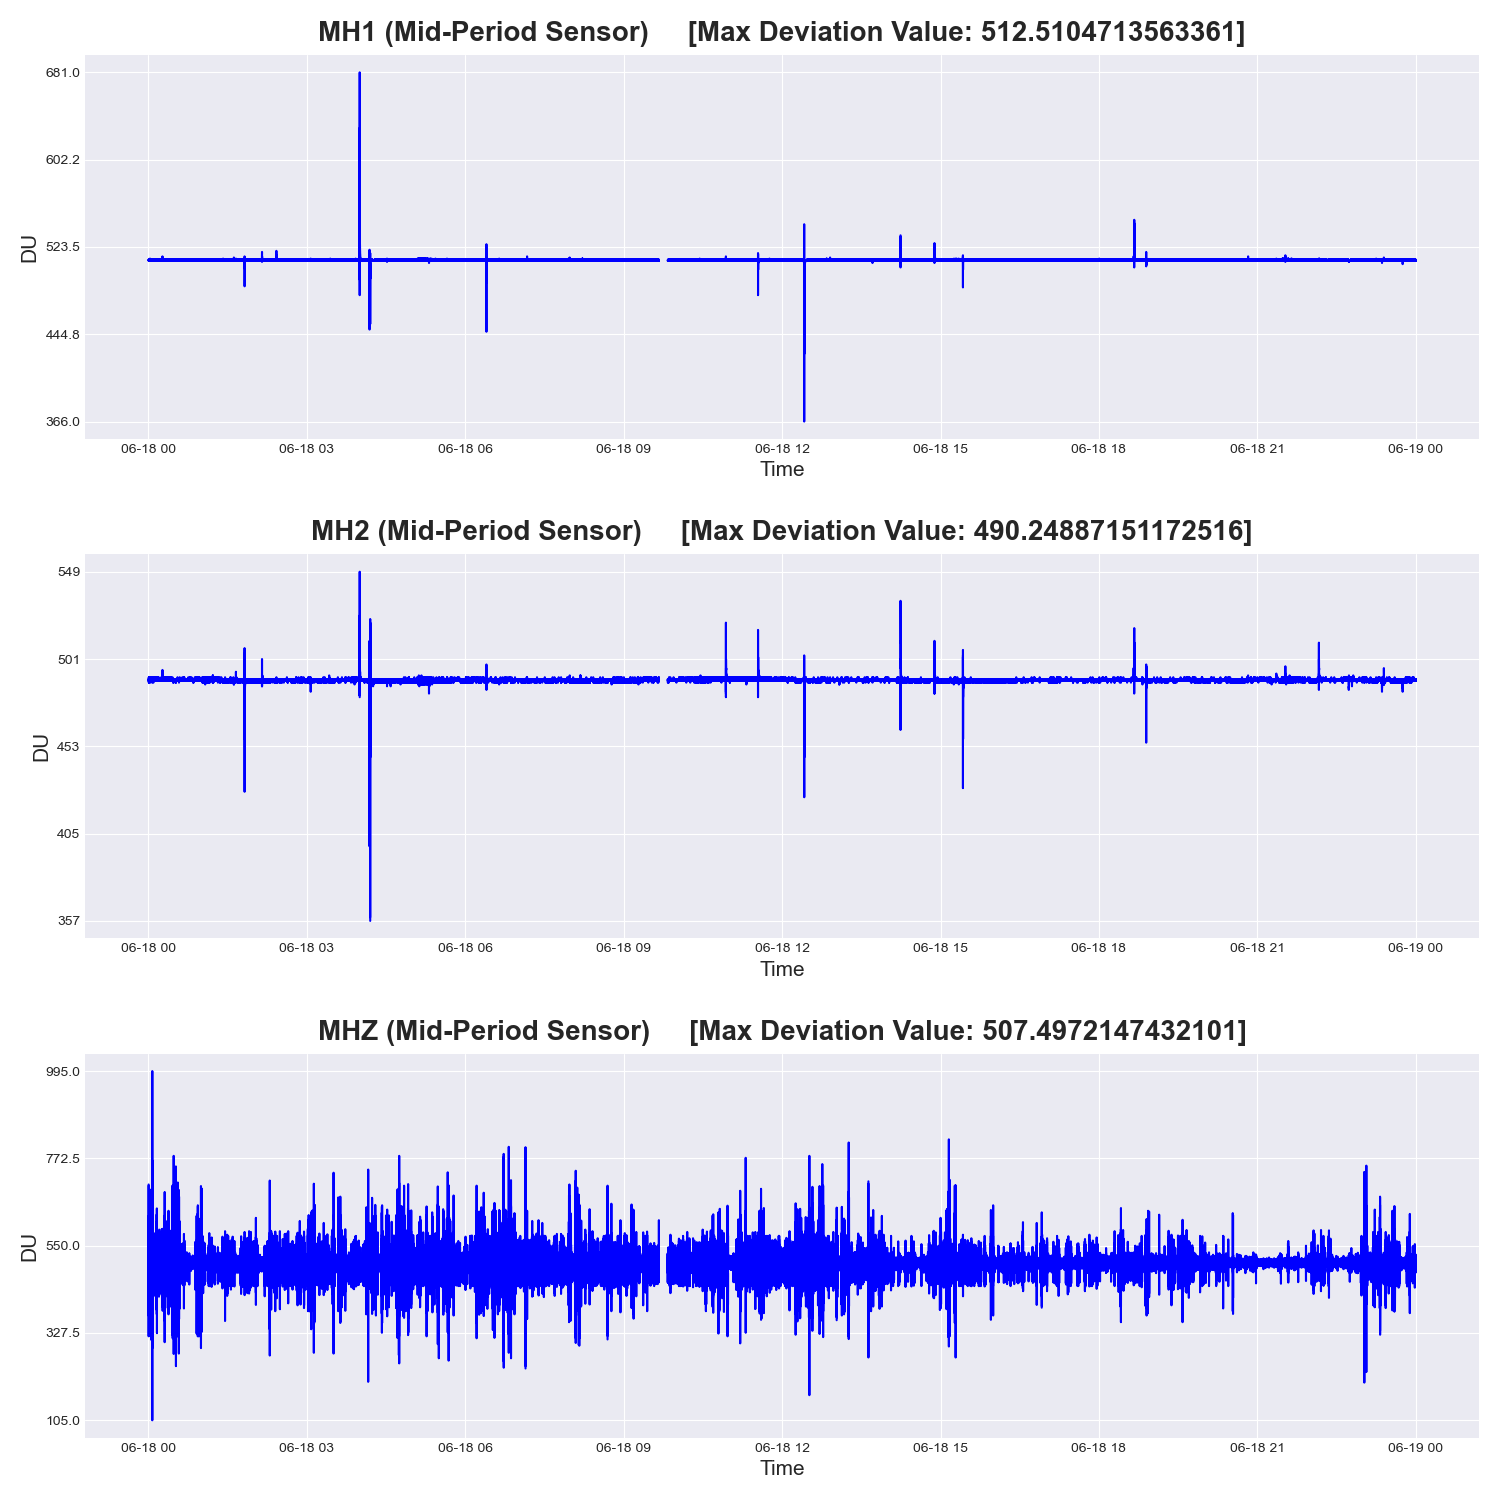 MH1 (Mid-Period Sensor) [Max Deviation Value: 512.5104713563361]
681.0
602.2
523.5
444.8
366.0
DU
06-18 00 06-18 03 06-18 06 06-18 09 06-18 12 06-18 15 06-18 18 06-18 21 06-19 00
Time
MH2 (Mid-Period Sensor) [Max Deviation Value: 490.24887151172516]
549
501
453
405
357
DU
06-18 00 06-18 03 06-18 06 06-18 09 06-18 12 06-18 15 06-18 18 06-18 21 06-19 00
Time
MHZ (Mid-Period Sensor) [Max Deviation Value: 507.4972147432101]
995.0
772.5
550.0
327.5
105.0
DU
06-18 00 06-18 03 06-18 06 06-18 09 06-18 12 06-18 15 06-18 18 06-18 21 06-19 00
Time